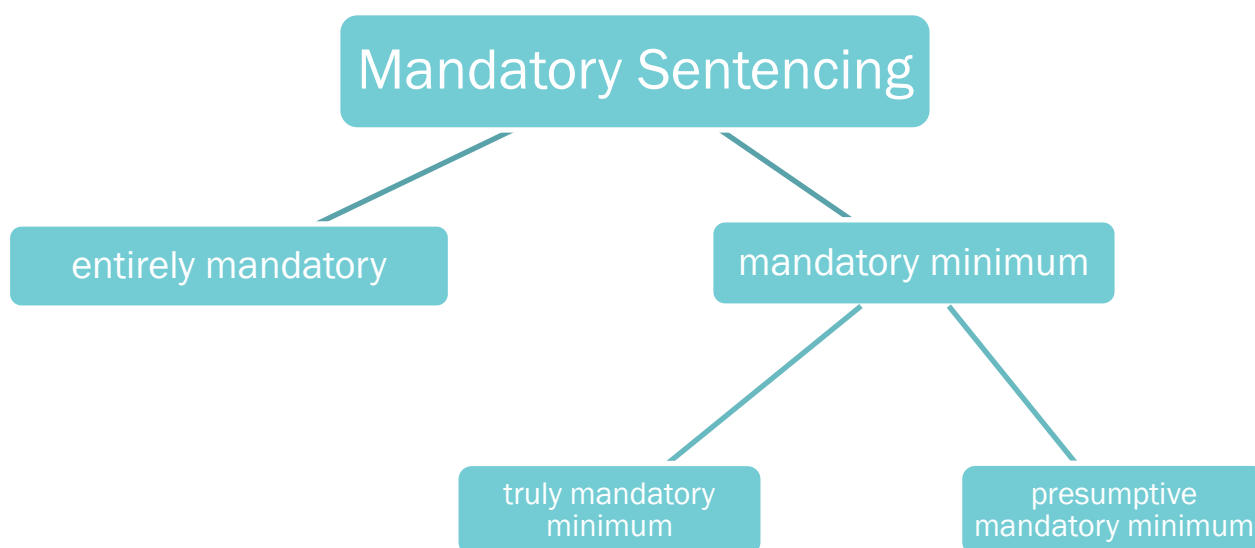 Mandatory Sentencing
entirely mandatory
mandatory minimum
truly mandatory
minimum
presumptive
mandatory minimum